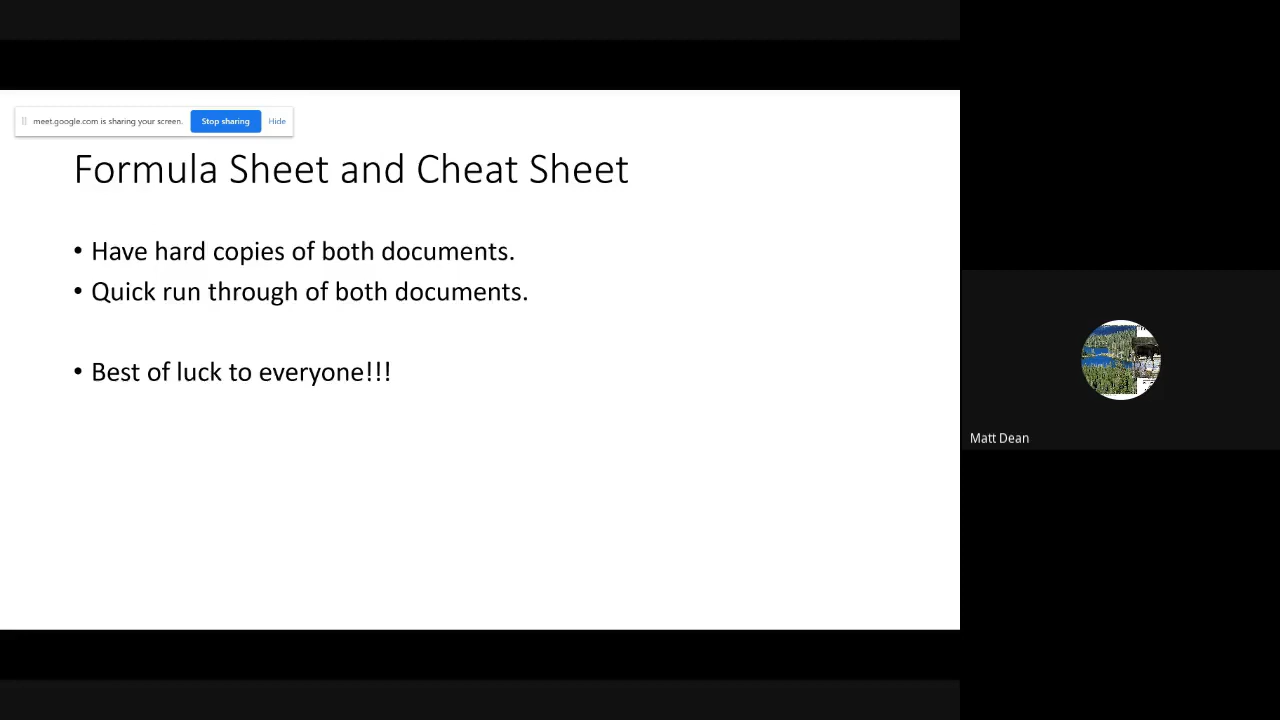 meet.google.com is sharing your screen. Stop sharing Hide
Formula Sheet and Cheat Sheet
• Have hard copies of both documents.
• Quick run through of both documents.
• Best of luck to everyone!!!
Matt Dean